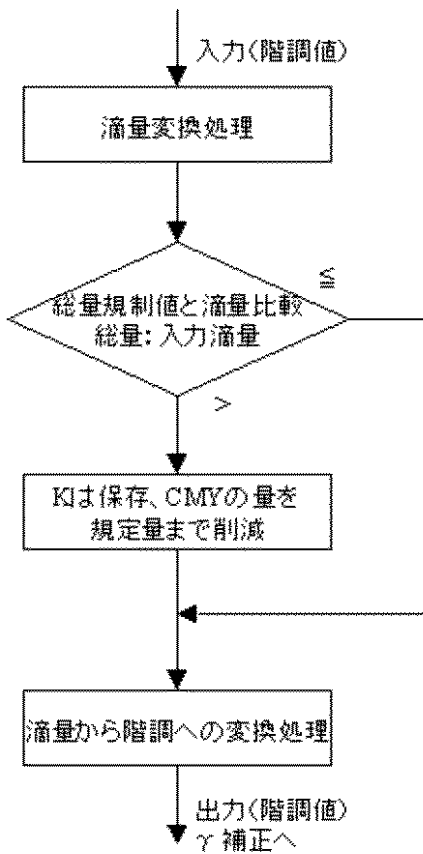 入力(階調値)
滴量変換処理
≦
総量規制値と滴量比較
総量:入力滴量
>
Kは保存、CMYの量を
規定量まで削減
滴量から階調への変換処理
出力(階調値)
γ補正へ